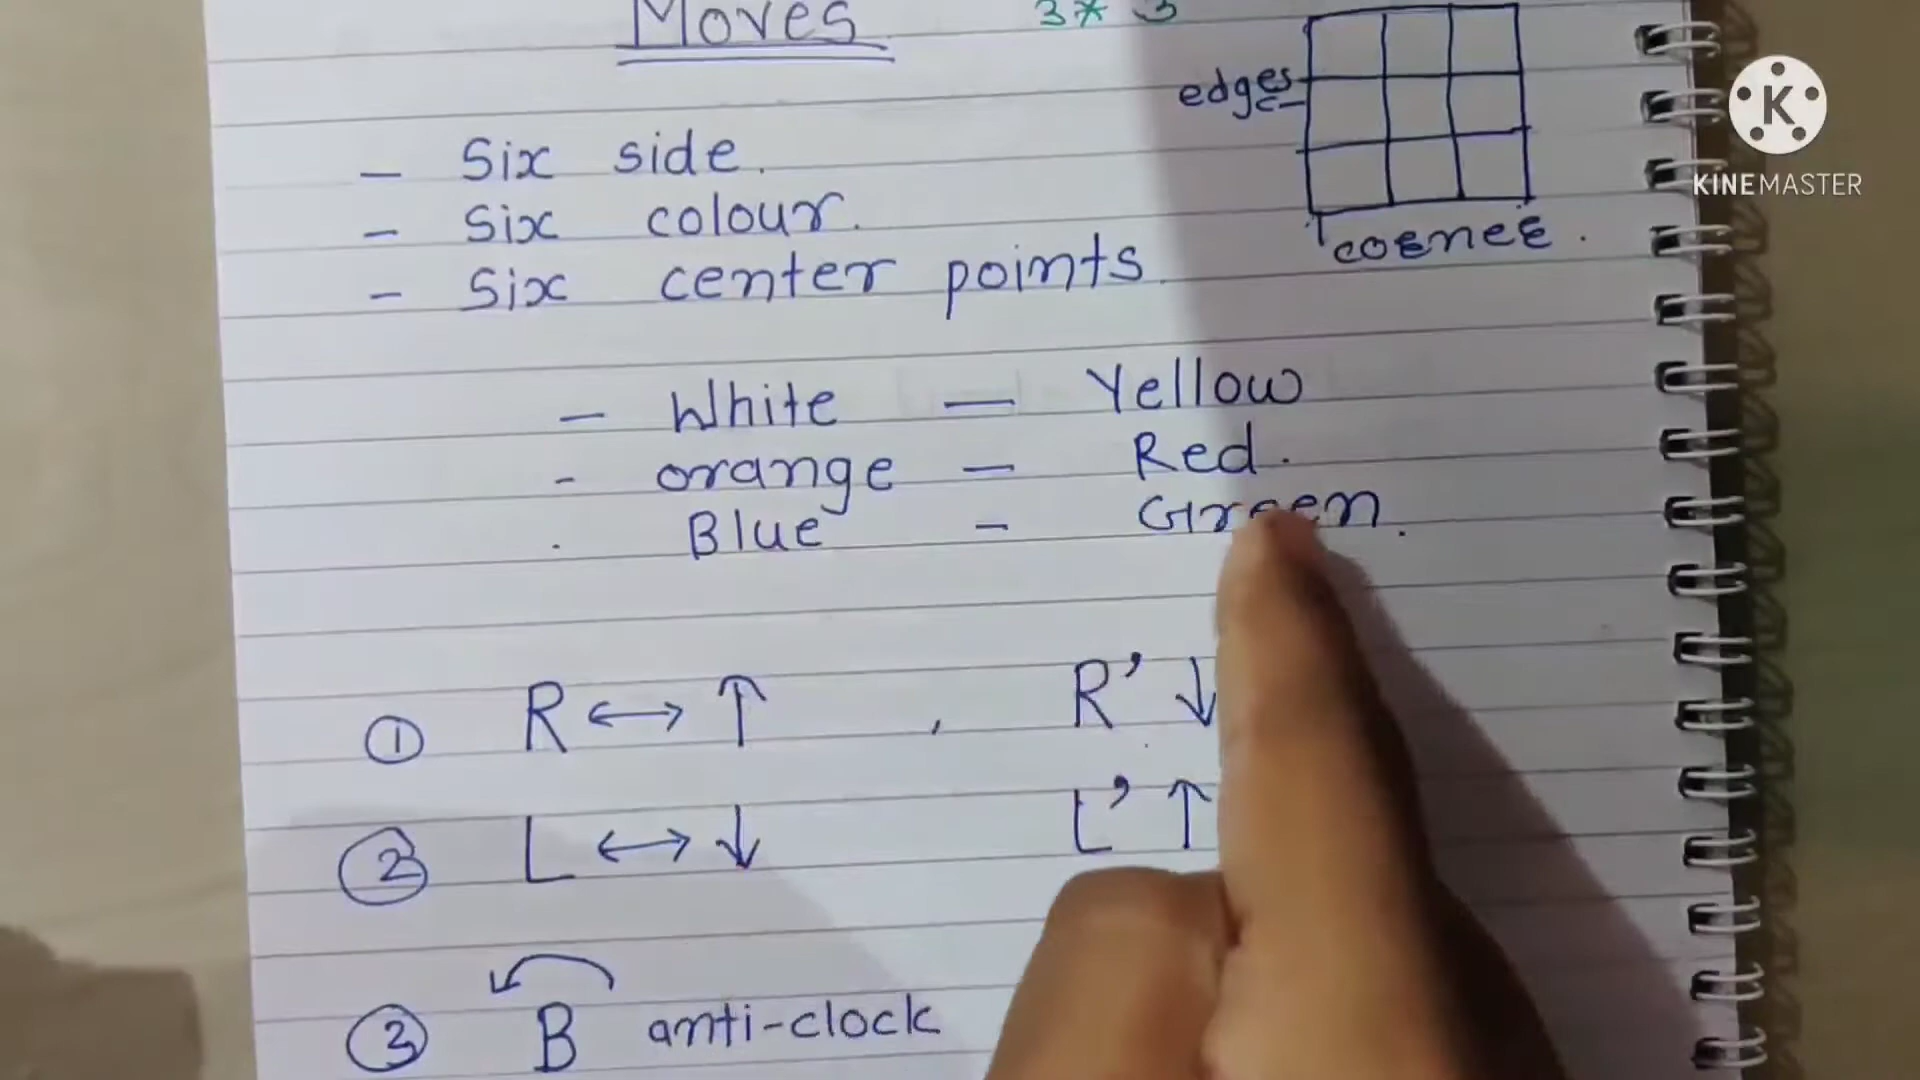 Moves 3*3
edges
- Six side.
- Six colour.
- Six center points.
corner.
K
KINEMASTER
- White — Yellow
- orange — Red.
. Blue - Green.
① R ↔ ↑ , R' ↓
② L ↔ ↓ L' ↑
③ B anti-clock